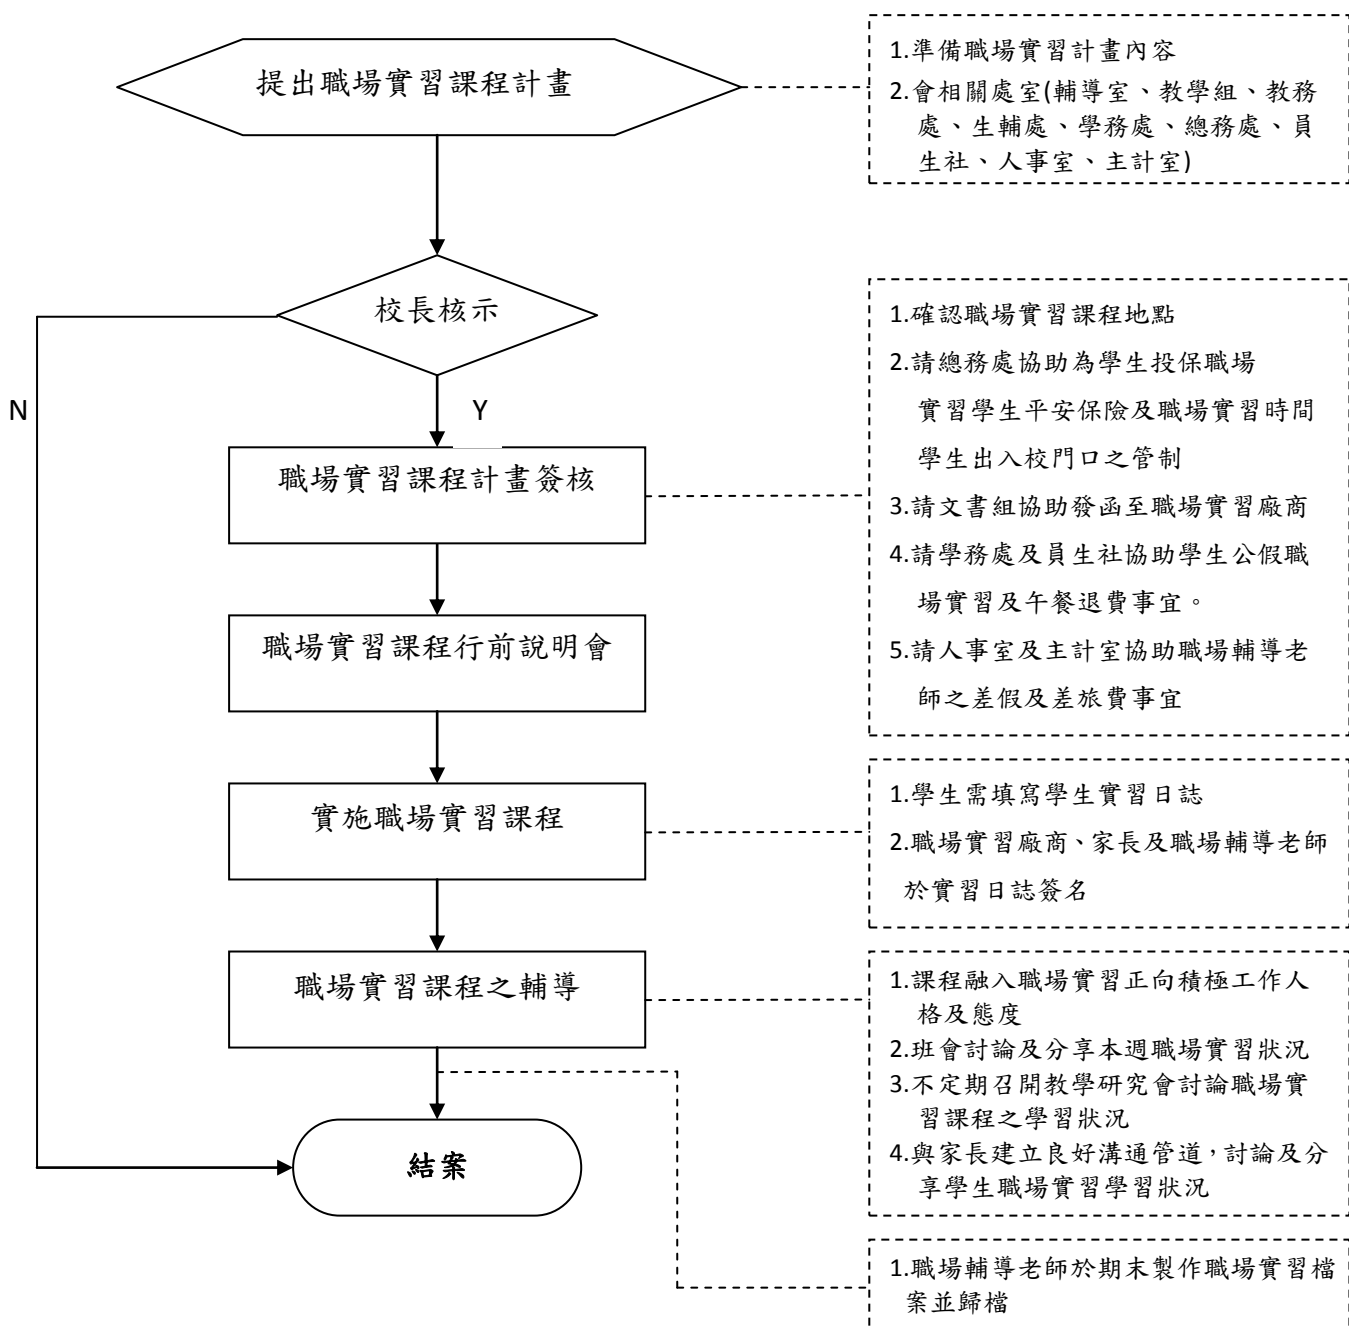 提出職場實習課程計畫
1.準備職場實習計畫內容
2.會相關處室(輔導室、教學組、教務
處、生輔處、學務處、總務處、員
生社、人事室、主計室)
校長核示
N
Y
1.確認職場實習課程地點
2.請總務處協助為學生投保職場
實習學生平安保險及職場實習時間
學生出入校門口之管制
3.請文書組協助發函至職場實習廠商
4.請學務處及員生社協助學生公假職
場實習及午餐退費事宜。
5.請人事室及主計室協助職場輔導老
師之差假及差旅費事宜
職場實習課程計畫簽核
職場實習課程行前說明會
實施職場實習課程
1.學生需填寫學生實習日誌
2.職場實習廠商、家長及職場輔導老師
於實習日誌簽名
職場實習課程之輔導
1.課程融入職場實習正向積極工作人
格及態度
2.班會討論及分享本週職場實習狀況
3.不定期召開教學研究會討論職場實
習課程之學習狀況
4.與家長建立良好溝通管道，討論及分
享學生職場實習學習狀況
結案
1.職場輔導老師於期末製作職場實習檔
案並歸檔